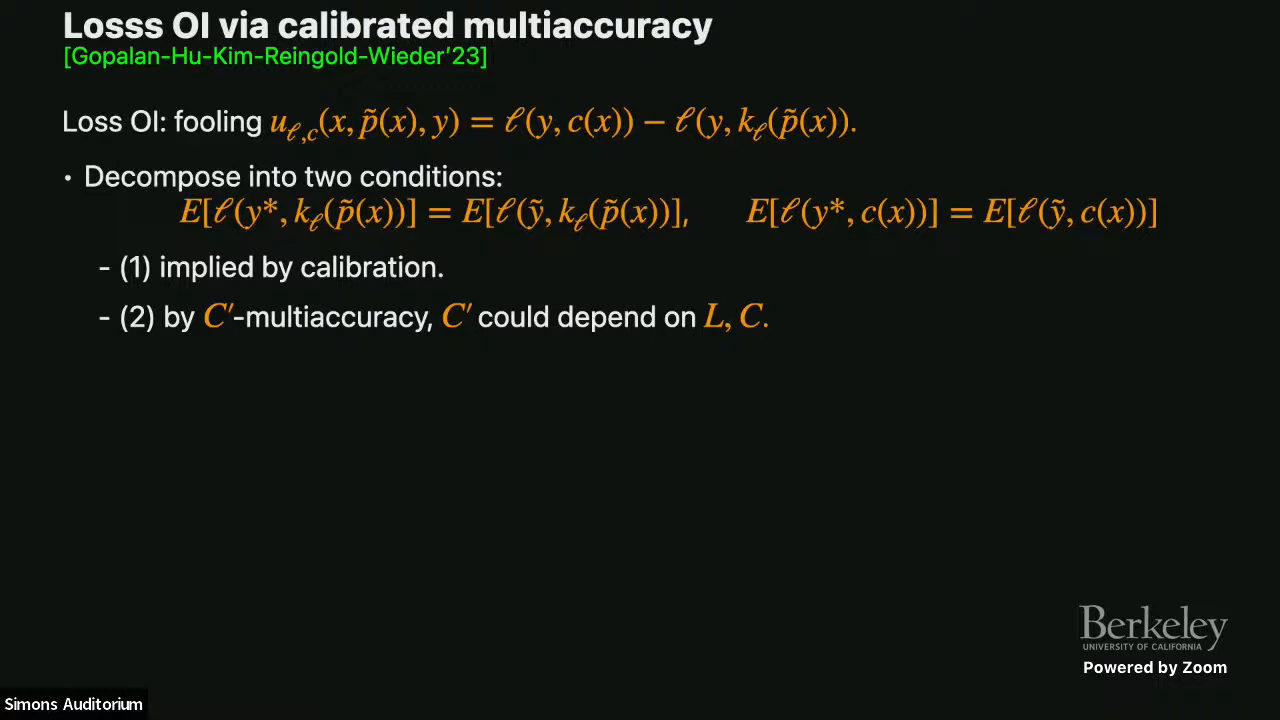 Losss OI via calibrated multiaccuracy
[Gopalan-Hu-Kim-Reingold-Wieder'23]
Loss OI: fooling u_{ℓ,c}(x, p̃(x), y) = ℓ(y, c(x)) − ℓ(y, k_ℓ(p̃(x)).
• Decompose into two conditions:
E[ℓ(y*, k_ℓ(p̃(x))] = E[ℓ(ỹ, k_ℓ(p̃(x))], E[ℓ(y*, c(x))] = E[ℓ(ỹ, c(x))]
- (1) implied by calibration.
- (2) by C′-multiaccuracy, C′ could depend on L, C.
Berkeley
UNIVERSITY OF CALIFORNIA
Powered by Zoom
Simons Auditorium